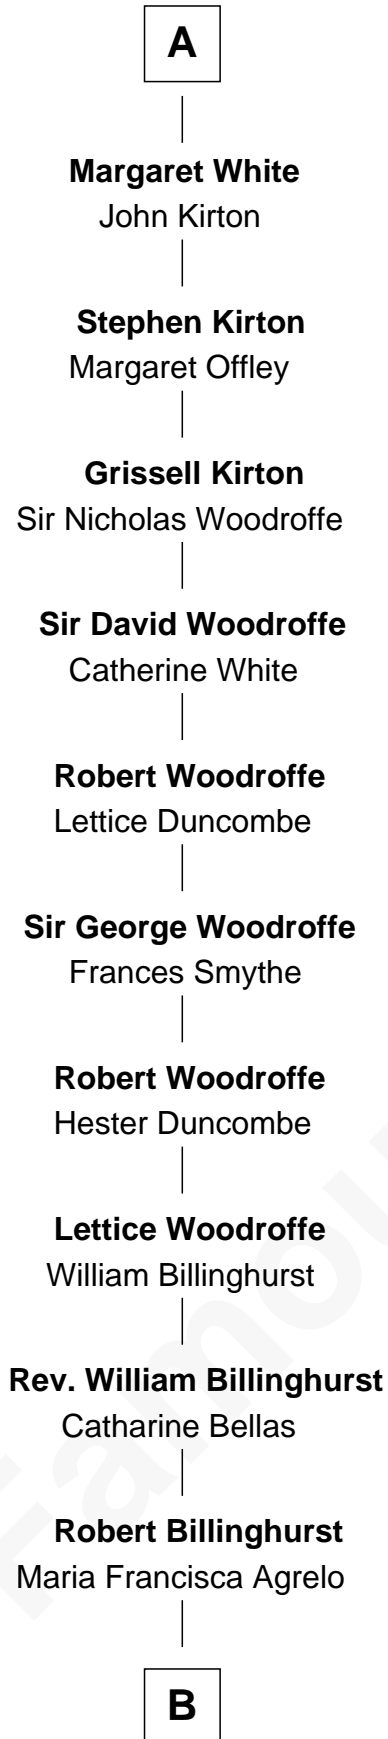 A
Margaret White
John Kirton
Stephen Kirton
Margaret Offley
Grissell Kirton
Sir Nicholas Woodroffe
Sir David Woodroffe
Catherine White
Robert Woodroffe
Lettice Duncombe
Sir George Woodroffe
Frances Smythe
Robert Woodroffe
Hester Duncombe
Lettice Woodroffe
William Billinghurst
Rev. William Billinghurst
Catharine Bellas
Robert Billinghurst
Maria Francisca Agrelo
B
Famou